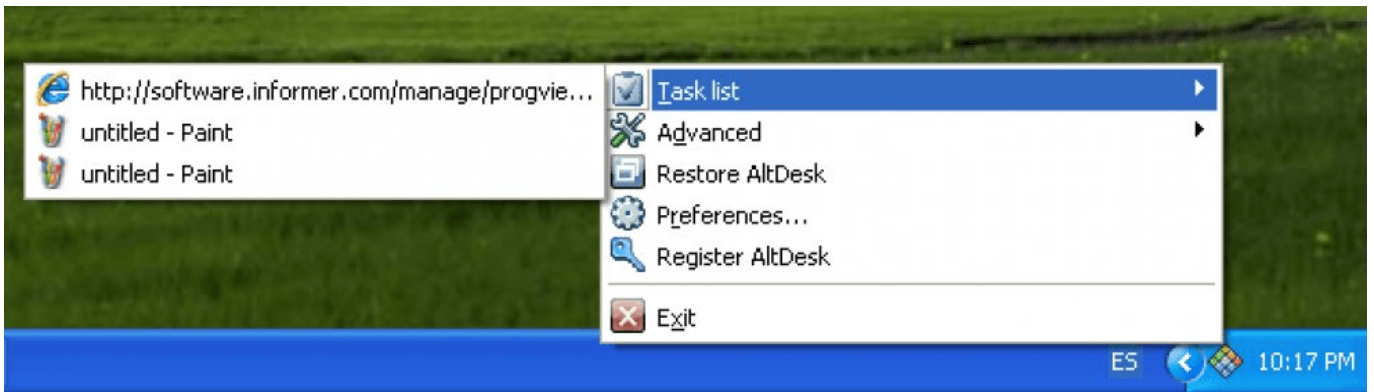 http://software.informer.com/manage/progvie...
untitled - Paint
untitled - Paint
Task list
Advanced
Restore AltDesk
Preferences...
Register AltDesk
Exit
ES
10:17 PM